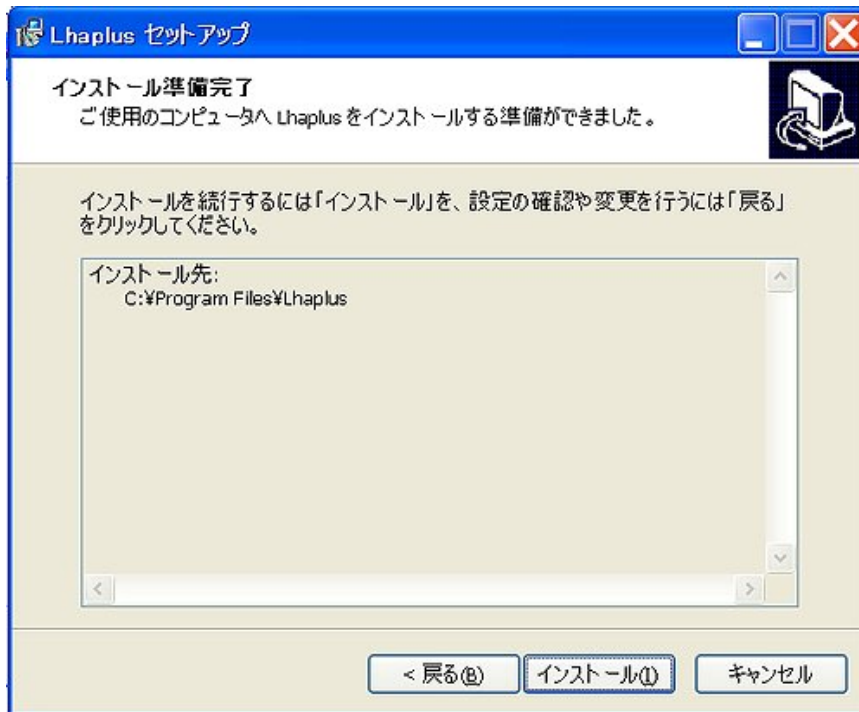 Lhaplus セットアップ
インストール準備完了
ご使用のコンピュータへ Lhaplus をインストールする準備ができました。
インストールを続行するには「インストール」を、設定の確認や変更を行うには「戻る」
をクリックしてください。
インストール先:
C:¥Program Files¥Lhaplus
< 戻る(B)
インストール(I)
キャンセル